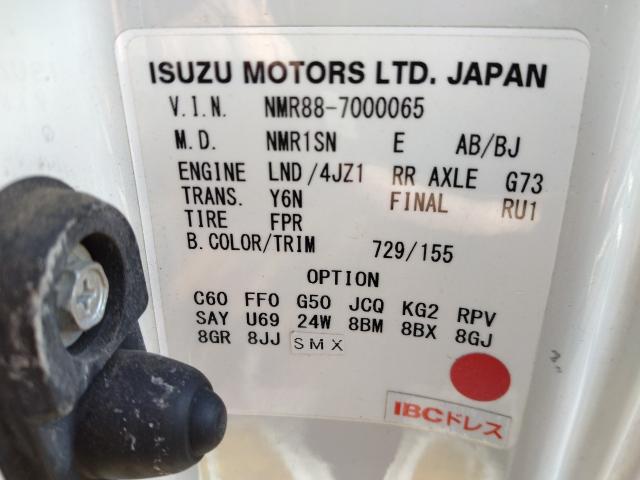 ISUZU MOTORS LTD. JAPAN
V.I.N. NMR88-7000065
M.D. NMR1SN E AB/BJ
ENGINE LND/4JZ1 RR AXLE G73
TRANS. Y6N FINAL RU1
TIRE FPR
B.COLOR/TRIM 729/155
OPTION
C60 FF0 G50 JCQ KG2 RPV
SAY U69 24W 8BM 8BX 8GJ
8GR 8JJ SMX
IBCドレス